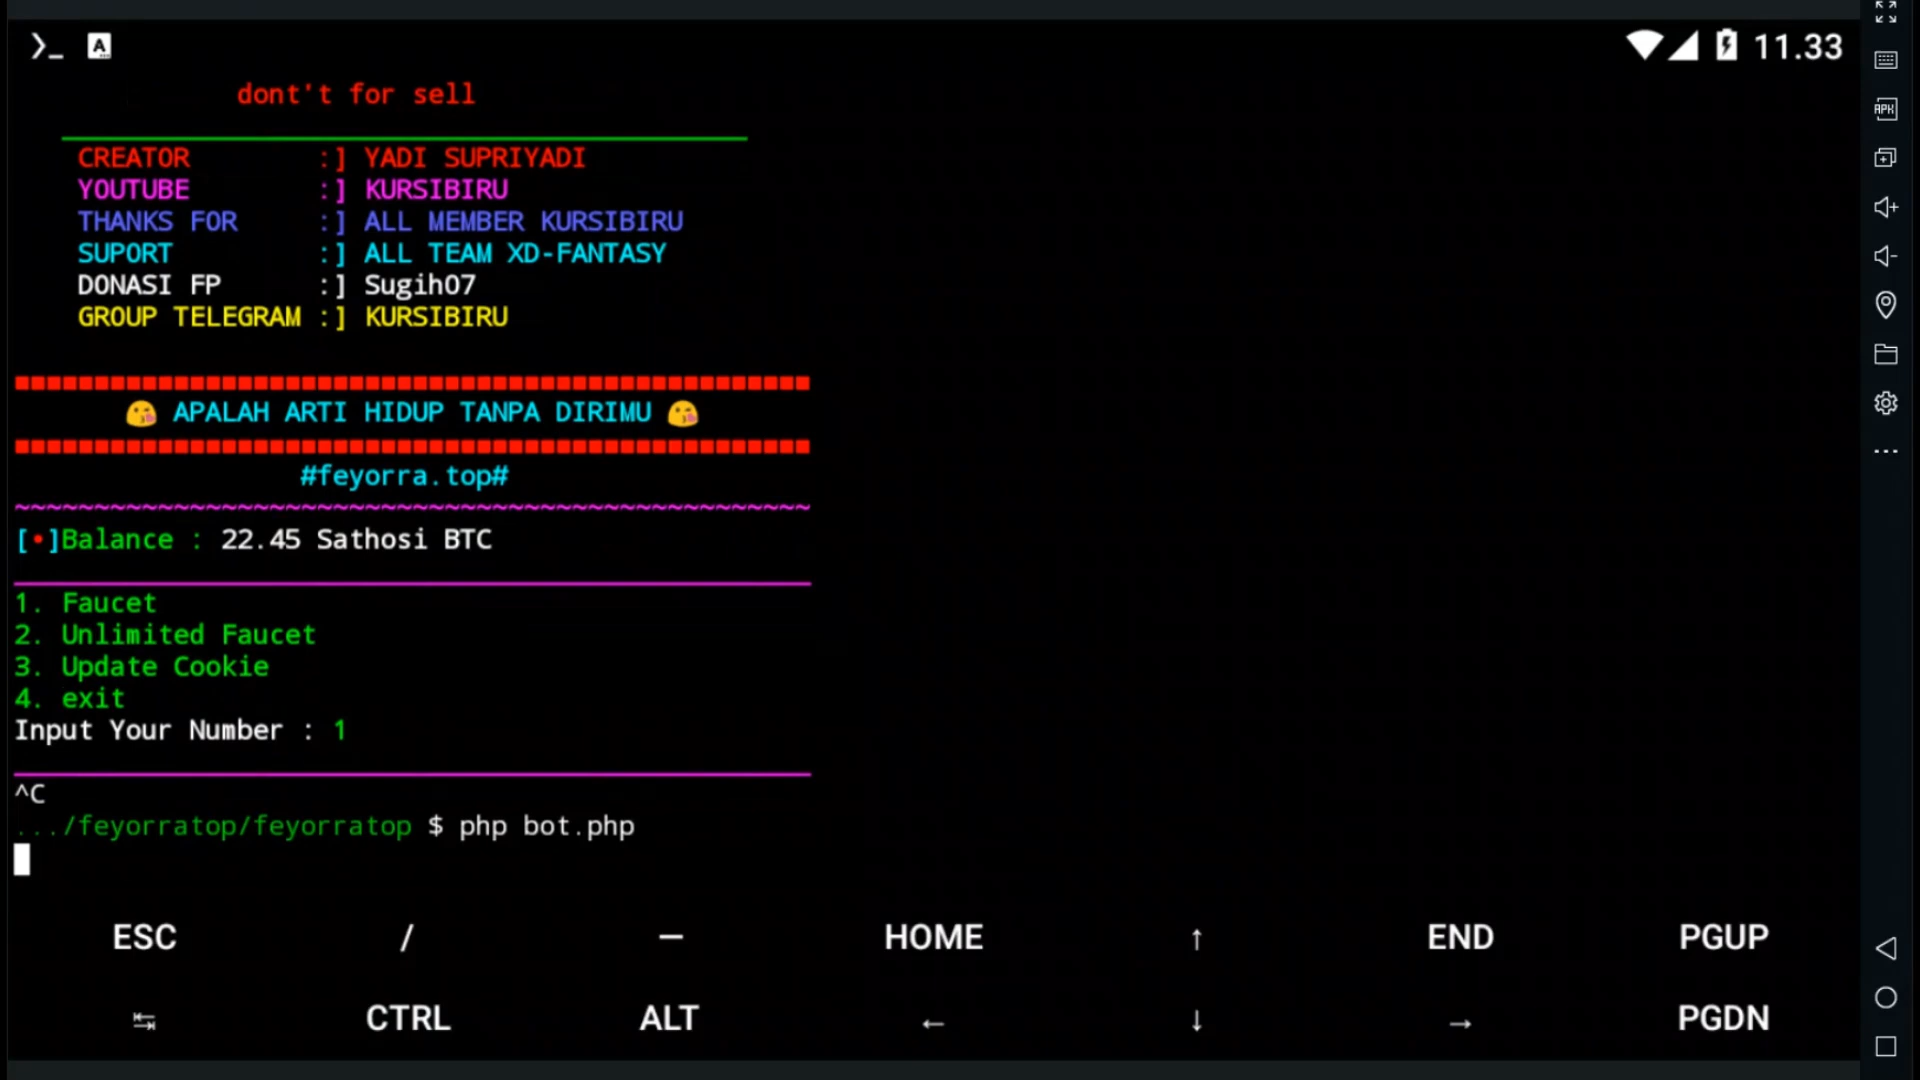 11.33
dont't for sell
CREATOR :] YADI SUPRIYADI
YOUTUBE :] KURSIBIRU
THANKS FOR :] ALL MEMBER KURSIBIRU
SUPORT :] ALL TEAM XD-FANTASY
DONASI FP :] Sugih07
GROUP TELEGRAM :] KURSIBIRU
😘 APALAH ARTI HIDUP TANPA DIRIMU 😘
#feyorra.top#
~~~~~~~~~~~~~~~~~~~~~~~~~~~~~~~~~~~~~~~~~~~~~~~~~~
[•]Balance : 22.45 Sathosi BTC
1. Faucet
2. Unlimited Faucet
3. Update Cookie
4. exit
Input Your Number : 1
^C
.../feyorratop/feyorratop $ php bot.php
ESC / — HOME ↑ END PGUP
↹ CTRL ALT ← ↓ → PGDN
A
APK